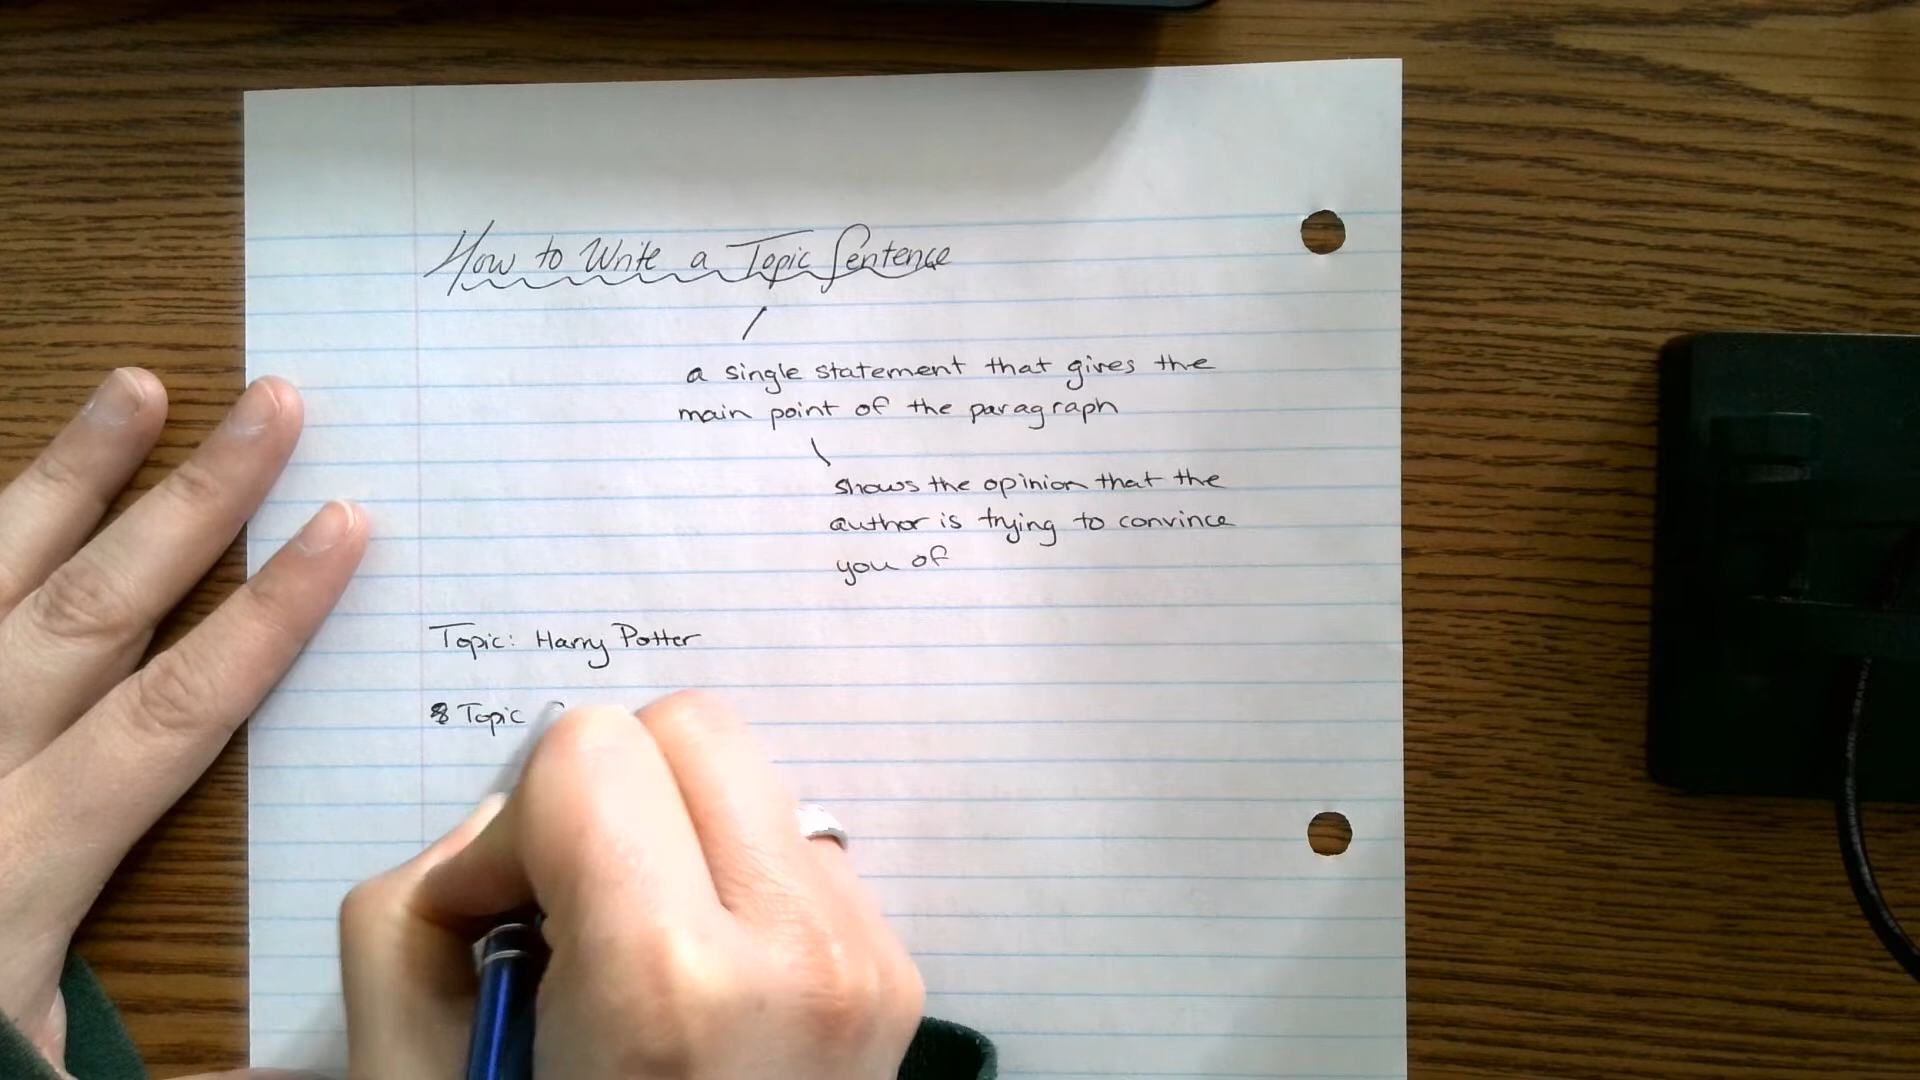 How to Write a Topic Sentence
a single statement that gives the
main point of the paragraph
shows the opinion that the
author is trying to convince
you of
Topic: Harry Potter
Topic